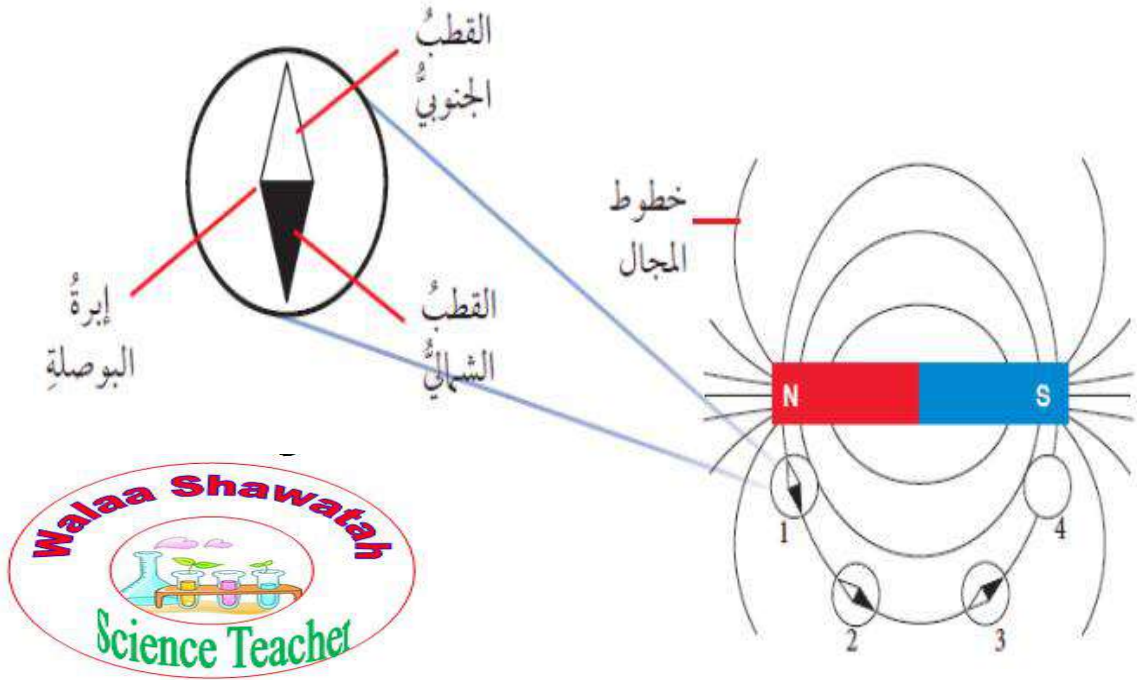 القطبُ
الجنوبيُّ
إبرةُ
البوصلةِ
القطبُ
الشماليُّ
خطوط
المجال
N
S
1
4
2
3
Walaa Shawatah
Science Teacher